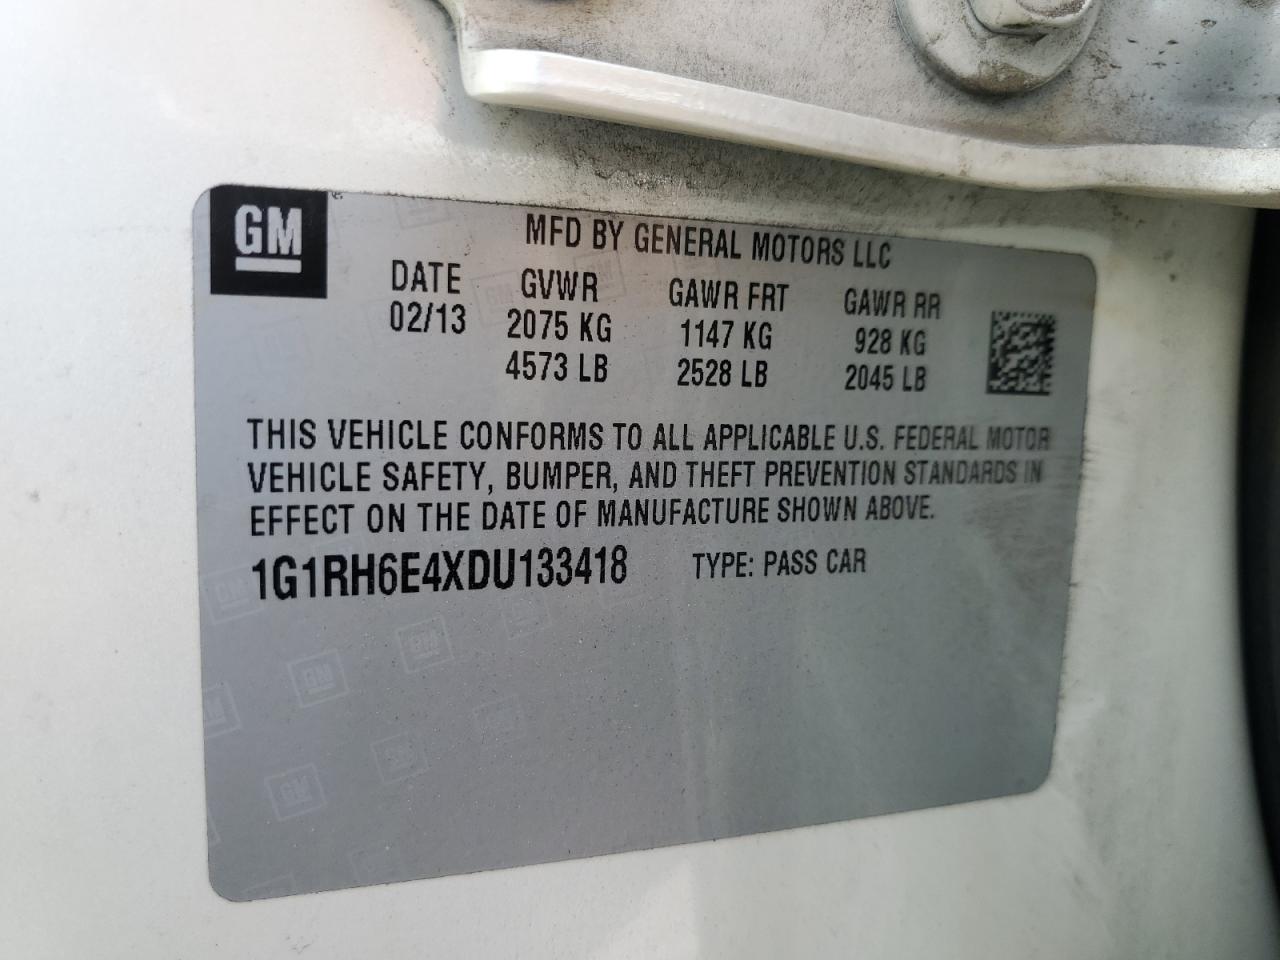 GM
MFD BY GENERAL MOTORS LLC
DATE GVWR GAWR FRT GAWR RR
02/13 2075 KG 1147 KG 928 KG
4573 LB 2528 LB 2045 LB
THIS VEHICLE CONFORMS TO ALL APPLICABLE U.S. FEDERAL MOTOR
VEHICLE SAFETY, BUMPER, AND THEFT PREVENTION STANDARDS IN
EFFECT ON THE DATE OF MANUFACTURE SHOWN ABOVE.
1G1RH6E4XDU133418 TYPE: PASS CAR